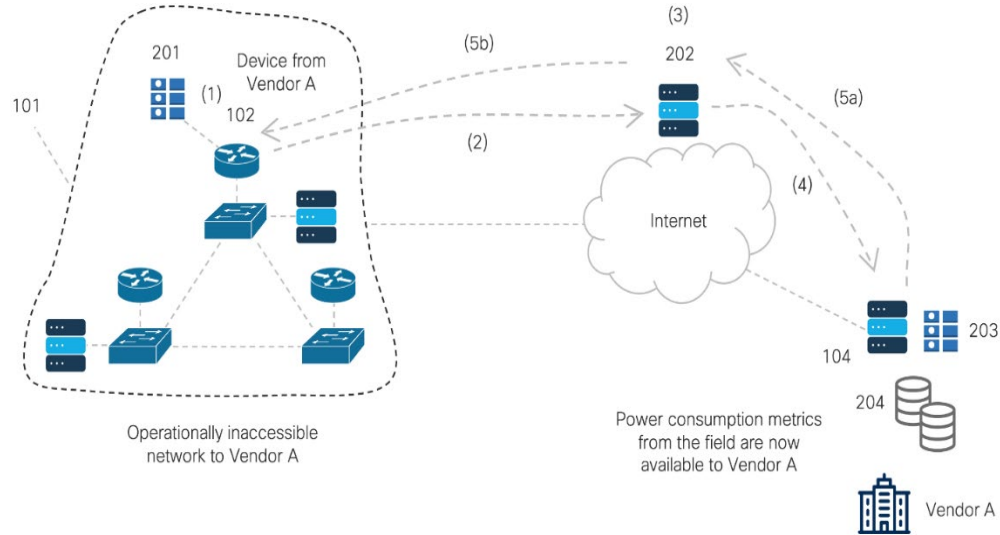 (3)
201
Device from
Vendor A
(5b)
202
101
(1)
102
(5a)
(2)
(4)
Internet
203
104
204
Operationally inaccessible
network to Vendor A
Power consumption metrics
from the field are now
available to Vendor A
Vendor A